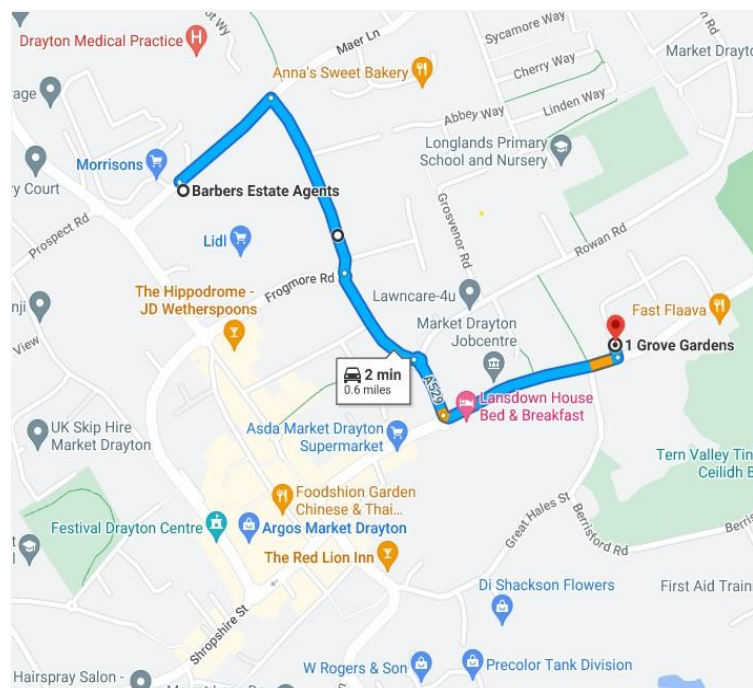 Maer Ln
Drayton Medical Practice
Sycamore Way
Market Drayto
Cherry Way
Anna's Sweet Bakery
Linden Way
Abbey Way
Longlands Primary
School and Nursery
Morrisons
ry Court
Barbers Estate Agents
Prospect Rd
Grosvenor Rd
Lidl
Rowan Rd
Frogmore Rd
The Hippodrome -
JD Wetherspoons
Lawncare-4u
Fast Flaava
Market Drayton
Jobcentre
1 Grove Gardens
View
2 min
0.6 miles
A529
Lansdown House
Bed & Breakfast
UK Skip Hire
Market Drayton
Asda Market Drayton
Supermarket
Tern Valley Tin
Ceilidh B
Foodshion Garden
Chinese & Thai...
Great Hales St
Festival Drayton Centre
Argos Market Drayton
Berrisford Rd
Berris
The Red Lion Inn
Di Shackson Flowers
First Aid Train
Shropshire St
W Rogers & Son
Precolor Tank Division
Hairspray Salon -